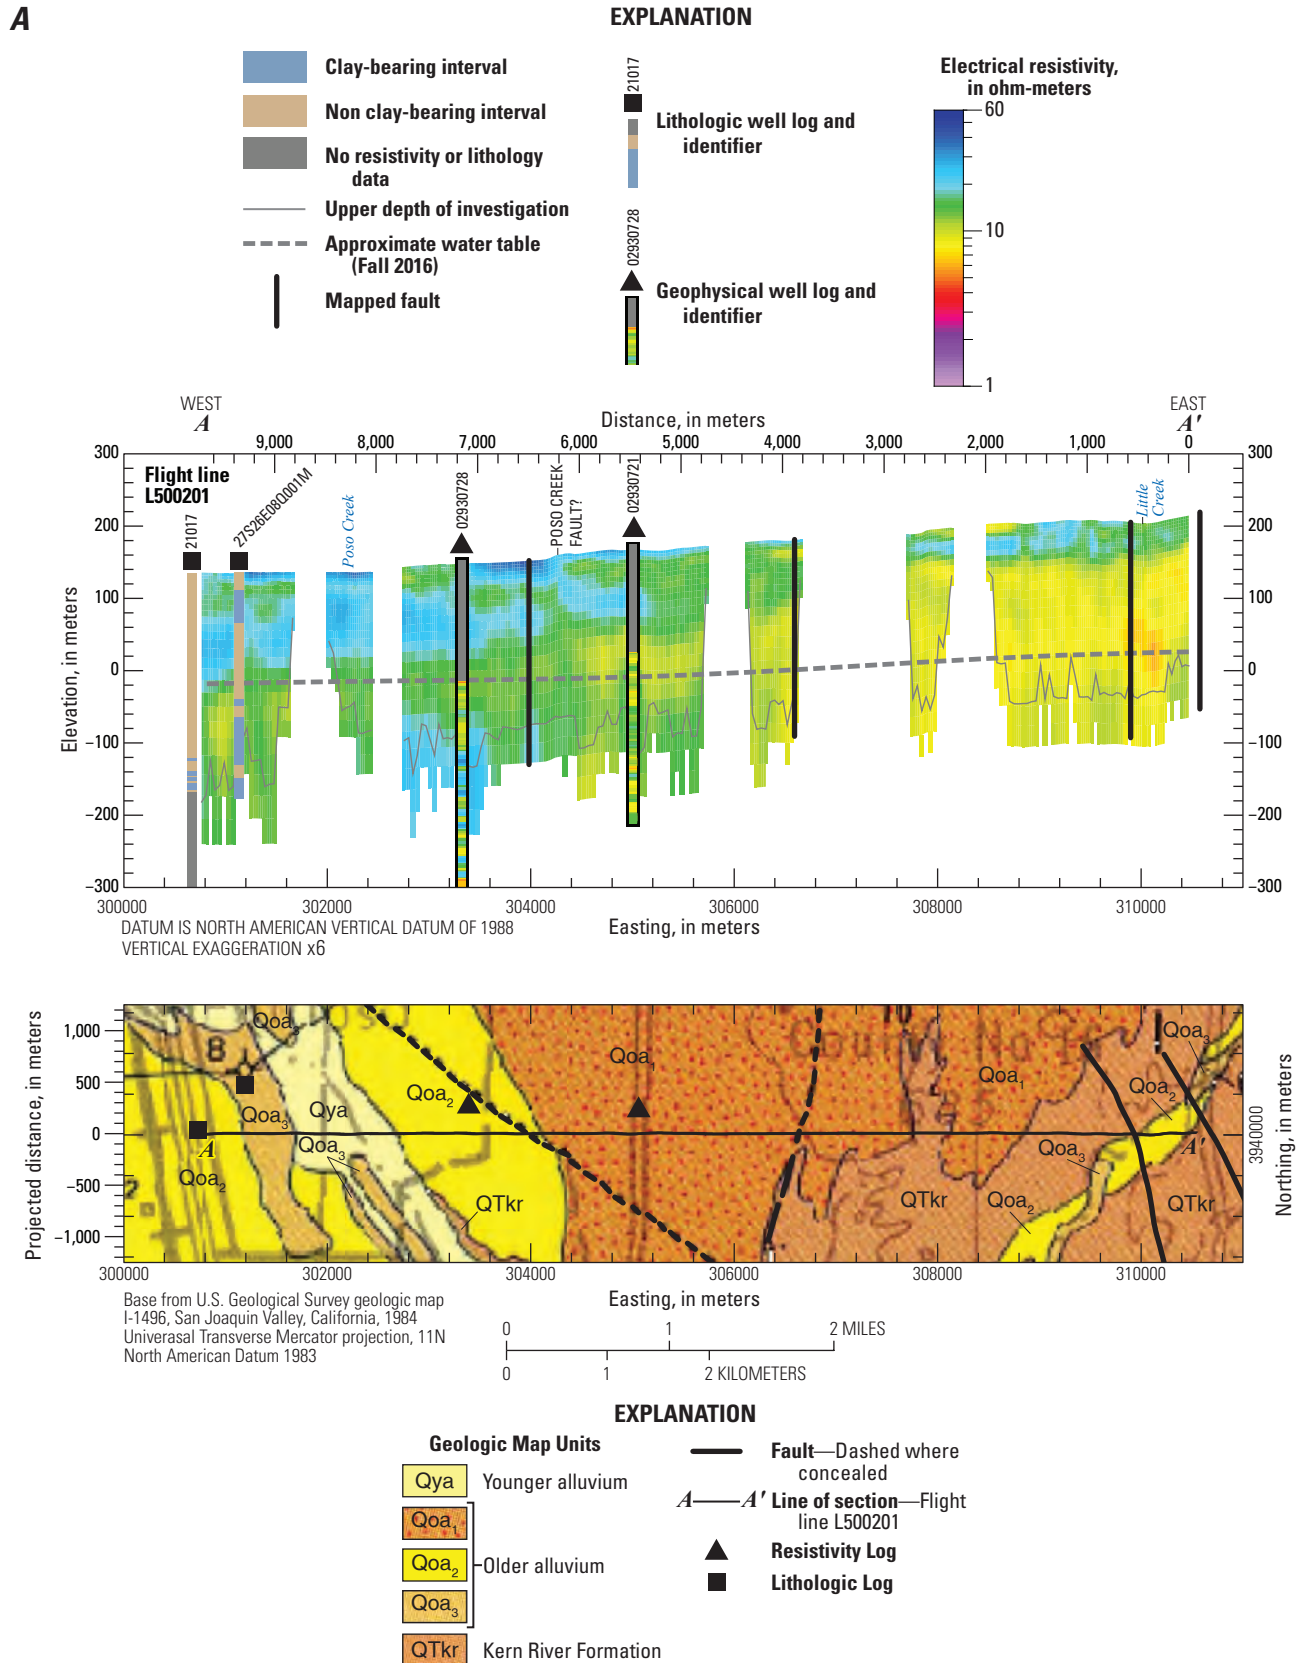 A
EXPLANATION
Clay-bearing interval
Non clay-bearing interval
No resistivity or lithology
data
Upper depth of investigation
Approximate water table
(Fall 2016)
Mapped fault
21017
Lithologic well log and
identifier
02930728
Geophysical well log and
identifier
Electrical resistivity,
in ohm-meters
60
10
1
WEST
A
Distance, in meters
EAST
A′
9,000 8,000 7,000 6,000 5,000 4,000 3,000 2,000 1,000 0
300 200 100 0 −100 −200 −300
Elevation, in meters
Flight line
L500201
21017
27S26E08Q001M
Poso Creek
02930728
POSO CREEK
FAULT?
02930721
Little
Creek
300 200 100 0 −100 −200 −300
300000 302000 304000 306000 308000 310000
Easting, in meters
DATUM IS NORTH AMERICAN VERTICAL DATUM OF 1988
VERTICAL EXAGGERATION x6
Projected distance, in meters
1,000 500 0 −500 −1,000
B
Qoa3
Qoa3
Qya
Qoa3
A
Qoa2
2
Qoa2
QTkr
Qoa1
Qoa1
QTkr
Qoa2
Qoa3
Qoa2
Qoa3
A′
QTkr
3940000
Northing, in meters
300000 302000 304000 306000 308000 310000
Easting, in meters
Base from U.S. Geological Survey geologic map
I-1496, San Joaquin Valley, California, 1984
Univerasal Transverse Mercator projection, 11N
North American Datum 1983
0 1 2 MILES
0 1 2 KILOMETERS
EXPLANATION
Geologic Map Units
Qya Younger alluvium
Qoa1
Qoa2 Older alluvium
Qoa3
QTkr Kern River Formation
Fault—Dashed where
concealed
A—A′ Line of section—Flight
line L500201
Resistivity Log
Lithologic Log